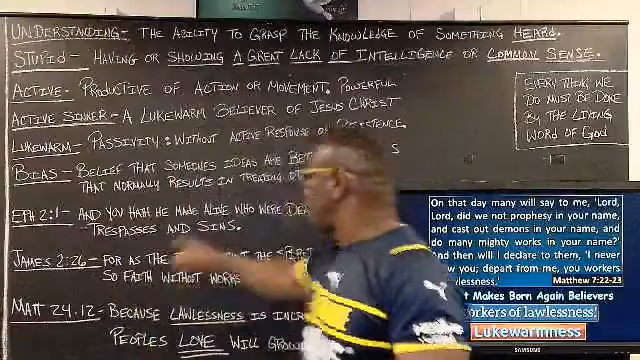 UNDERSTANDING- THE ABILITY TO GRASP THE KNOWLEDGE OF SOMETHING HEARD.
STUPID- HAVING OR SHOWING A GREAT LACK OF INTELLIGENCE OR COMMON SENSE.
ACTIVE- PRODUCTIVE OF ACTION OR MOVEMENT. POWERFUL
ACTIVE SINNER- A LUKEWARM BELIEVER OF JESUS CHRIST
LUKEWARM- PASSIVITY: WITHOUT ACTIVE RESPONSE OR
BIAS- BELIEF THAT SOMEONES IDEAS ARE
THAT NORMALLY RESULTS IN TREATING
EPH 2:1- AND YOU HATH HE MADE ALIVE WHO WERE
TRESPASSES AND SINS.
JAMES 2:26- FOR AS THE
SO FAITH WITHOUT WORKS
MATT 24:12- BECAUSE LAWLESSNESS IS
PEOPLES LOVE WILL
EVERY THING WE
DO MUST BE DONE
BY THE LIVING
WORD OF GOD
On that day many will say to me, 'Lord,
Lord, did we not prophesy in your name,
and cast out demons in your name, and
do many mighty works in your name?'
And then will I declare to them, 'I never
you; depart from me, you workers
Matthew 7:22-23
Makes Born Again Believers
orkers of lawlessness,'
Lukewarmness
SAMSUNG